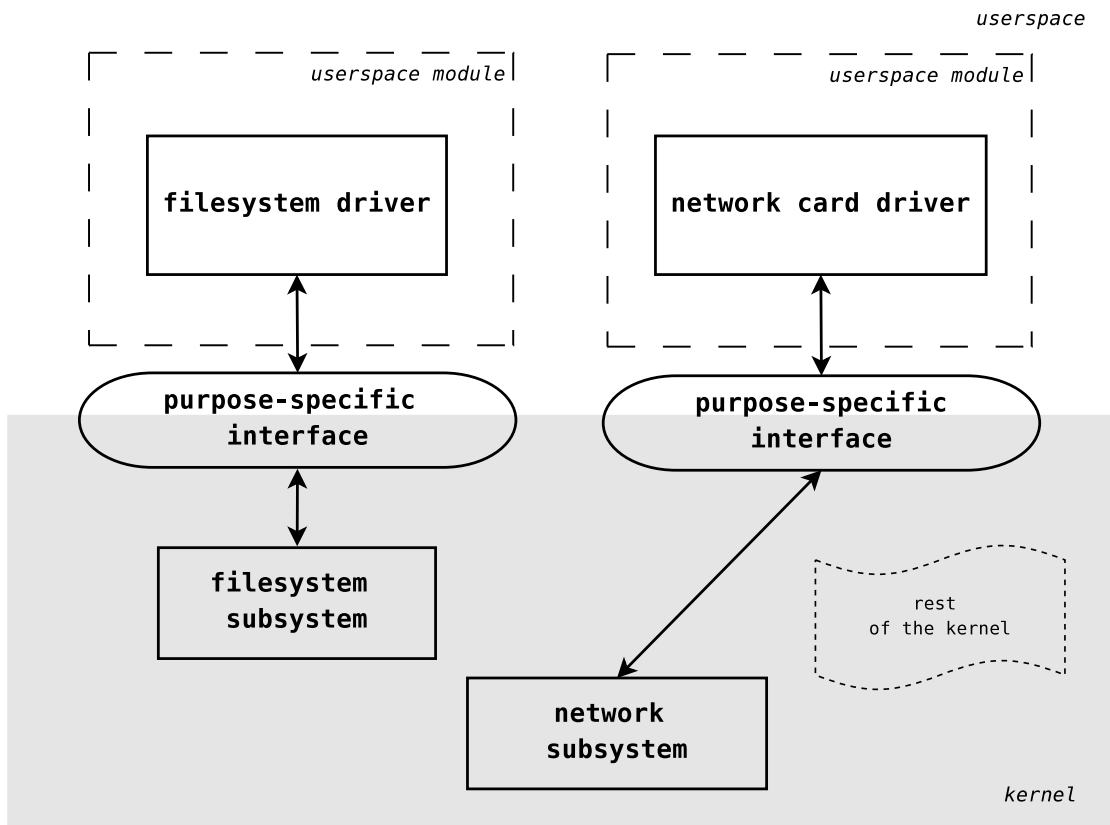 userspace
userspace module
userspace module
filesystem driver
network card driver
purpose-specific
interface
purpose-specific
interface
filesystem
subsystem
rest
of the kernel
network
subsystem
kernel